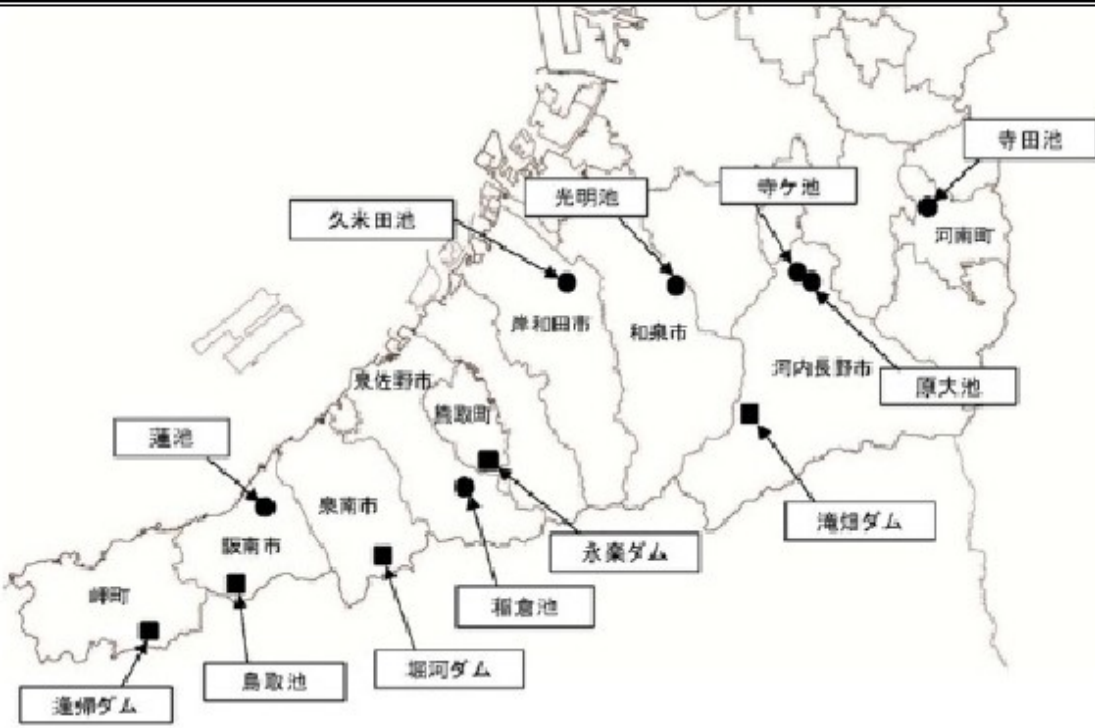 寺田池
寺ケ池
光明池
久米田池
河南町
岸和田市
和泉市
河内長野市
原大池
泉佐野市
熊取町
蓮池
泉南市
滝畑ダム
阪南市
永楽ダム
岬町
稲倉池
堀河ダム
鳥取池
逢帰ダム